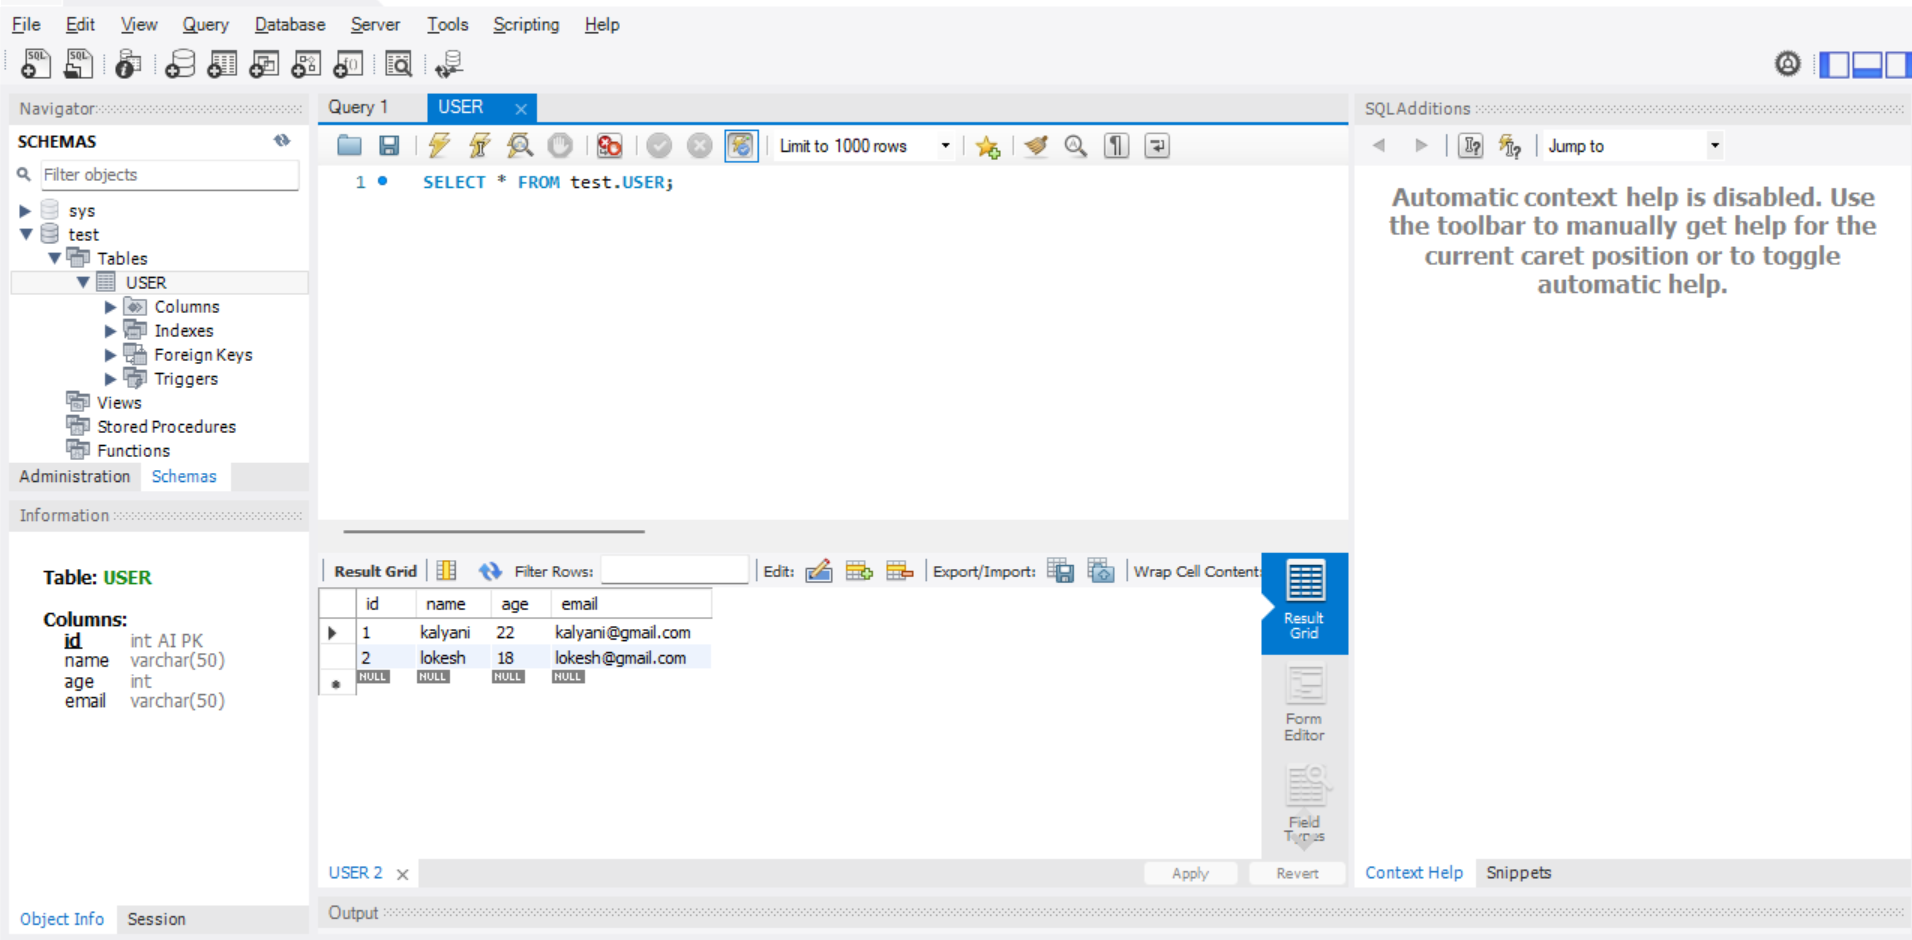 File Edit View Query Database Server Tools Scripting Help
SQL SQL
Navigator
SCHEMAS
Filter objects
sys
test
Tables
USER
Columns
Indexes
Foreign Keys
Triggers
Views
Stored Procedures
Functions
Administration Schemas
Information
Table: USER
Columns:
id int AI PK
name varchar(50)
age int
email varchar(50)
Object Info Session
Query 1 USER
Limit to 1000 rows
1 SELECT * FROM test.USER;
Result Grid Filter Rows: Edit: Export/Import: Wrap Cell Content:
id name age email
1 kalyani 22 kalyani@gmail.com
2 lokesh 18 lokesh@gmail.com
NULL NULL NULL NULL
Result
Grid
Form
Editor
Field
Types
USER 2 Apply Revert
Output
SQLAdditions
Jump to
Automatic context help is disabled. Use
the toolbar to manually get help for the
current caret position or to toggle
automatic help.
Context Help Snippets